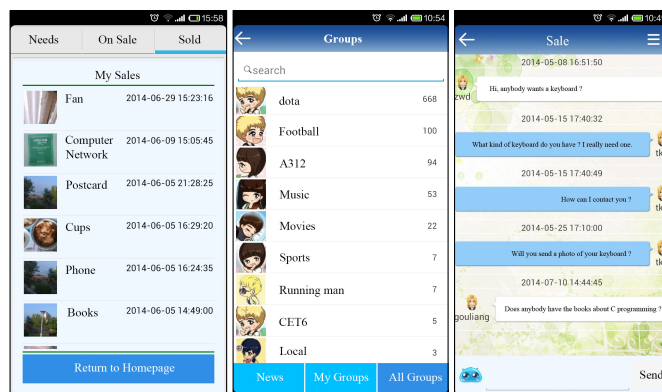 15:58
Needs On Sale Sold
My Sales
Fan 2014-06-29 15:23:16
Computer 2014-06-09 15:05:45
Network
Postcard 2014-06-05 21:28:25
Cups 2014-06-05 16:29:20
Phone 2014-06-05 16:24:35
Books 2014-06-05 14:49:00
Return to Homepage
10:54
Groups
search
dota 668
Football 100
A312 94
Music 53
Movies 22
Sports 7
Running man 7
CET6 5
Local 3
News My Groups All Groups
Sale
2014-05-08 16:51:50
zwd
Hi, anybody wants a keyboard ?
2014-05-15 17:40:32
What kind of keyboard do you have ? I really need one.
2014-05-15 17:40:49
How can I contact you ?
2014-05-25 17:10:00
Will you send a photo of your keyboard ?
2014-07-10 14:44:45
gouliang
Does anybody have the books about C programming ?
Send